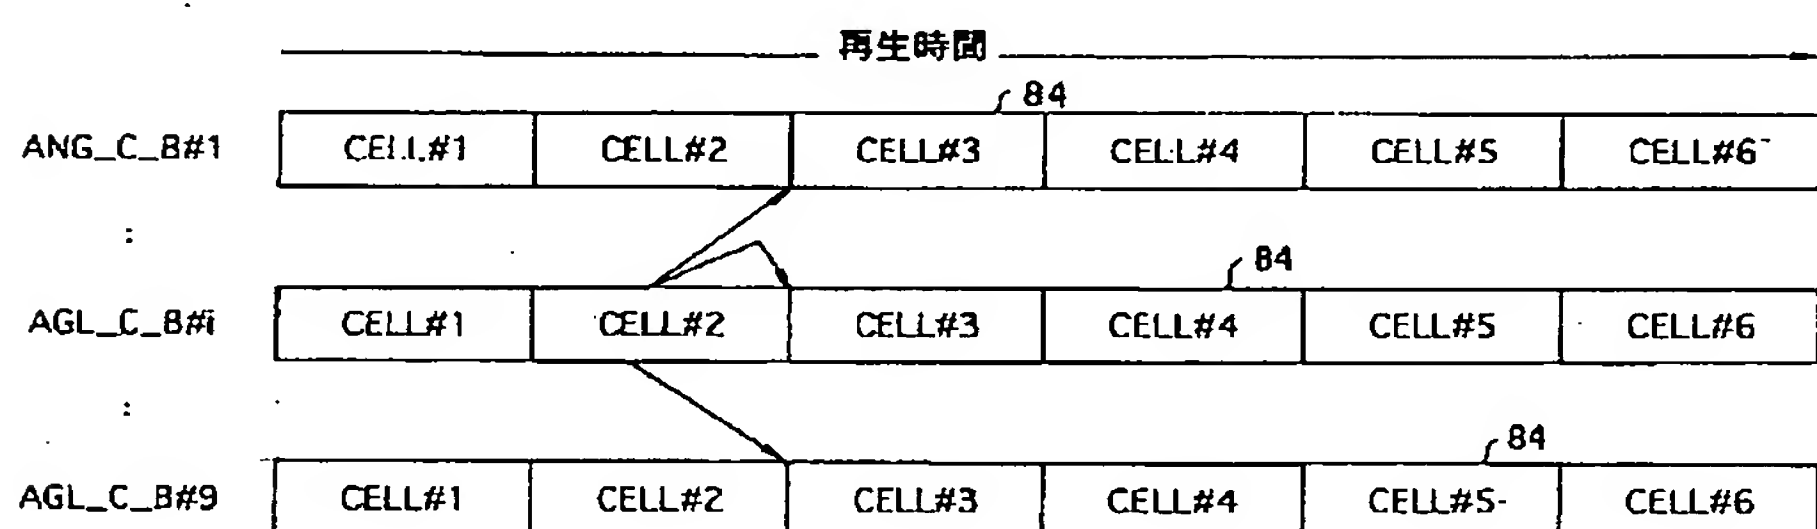 再生時間
84
ANG_C_B#1 CELL#1 CELL#2 CELL#3 CELL#4 CELL#5 CELL#6
:
84
AGL_C_B#i CELL#1 CELL#2 CELL#3 CELL#4 CELL#5 CELL#6
:
84
AGL_C_B#9 CELL#1 CELL#2 CELL#3 CELL#4 CELL#5 CELL#6